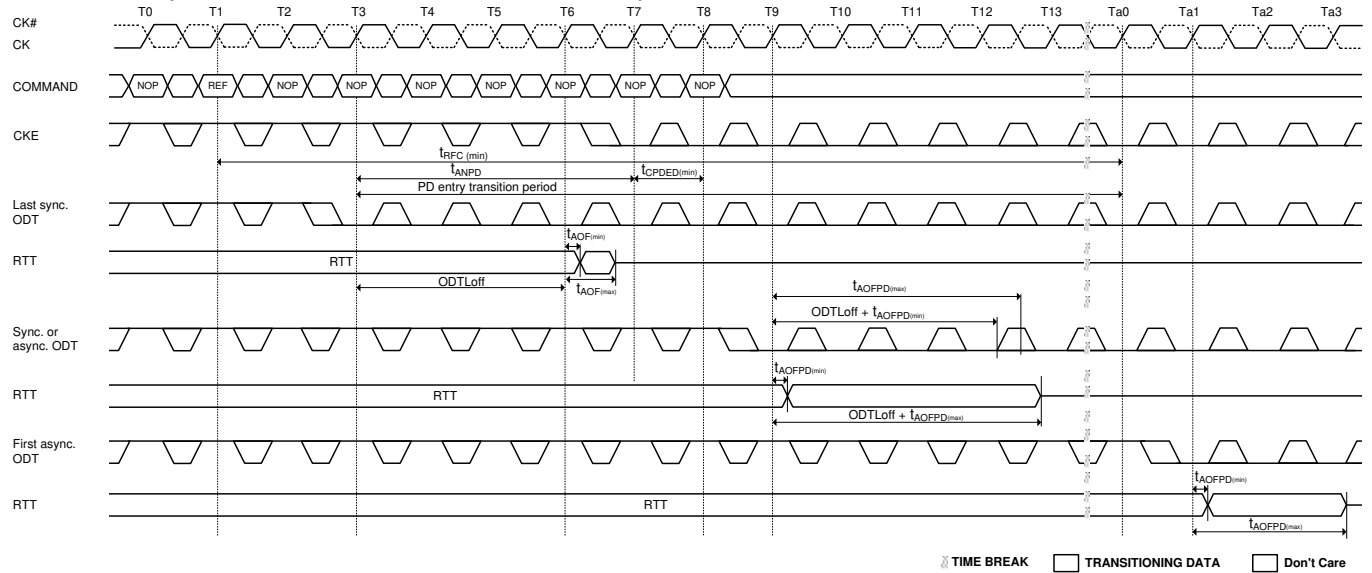 T0 T1 T2 T3 T4 T5 T6 T7 T8 T9 T10 T11 T12 T13 Ta0 Ta1 Ta2 Ta3
CK#
CK
COMMAND NOP REF NOP NOP NOP NOP NOP NOP NOP
CKE
tRFC (min)
tANPD tCPDED(min)
PD entry transition period
Last sync.
ODT
tAOF(min)
RTT RTT
ODTLoff tAOF(max)
tAOFPD(max)
ODTLoff + tAOFPD(min)
Sync. or
async. ODT
tAOFPD(min)
RTT RTT
ODTLoff + tAOFPD(max)
First async.
ODT
tAOFPD(min)
RTT RTT
tAOFPD(max)
TIME BREAK TRANSITIONING DATA Don't Care